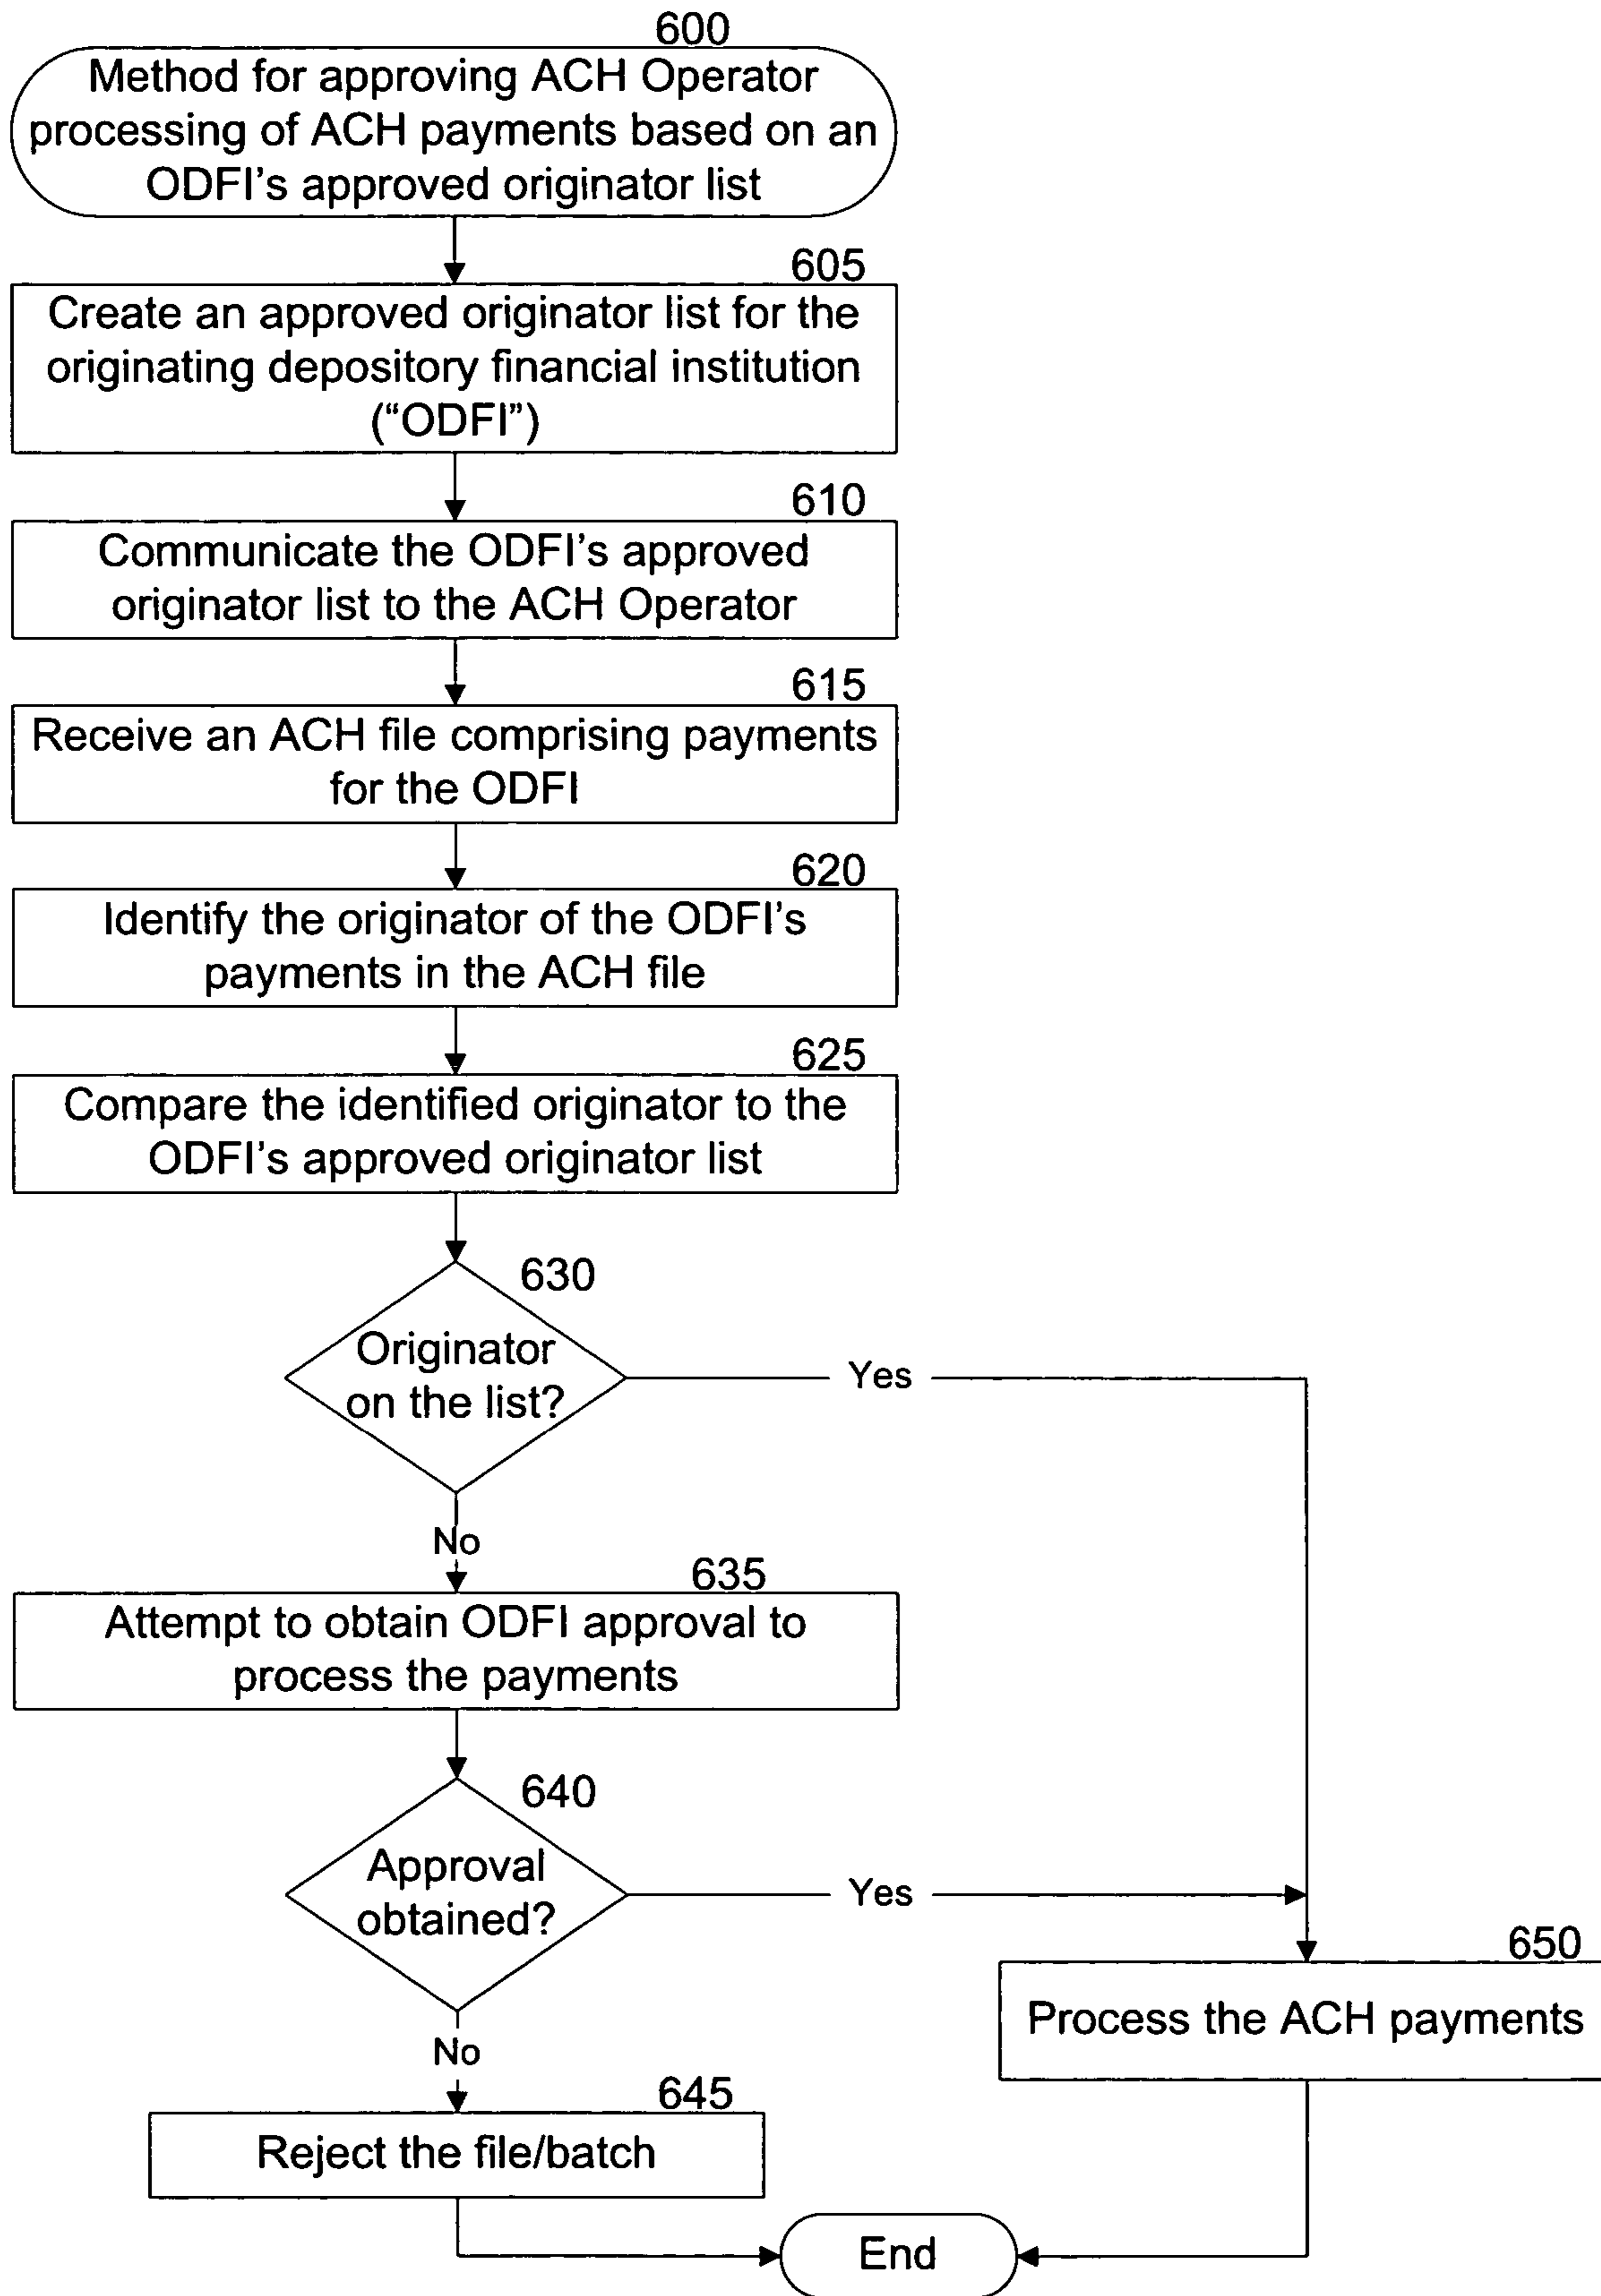 600
Method for approving ACH Operator
processing of ACH payments based on an
ODFI's approved originator list
605
Create an approved originator list for the
originating depository financial institution
(“ODFI”)
610
Communicate the ODFI's approved
originator list to the ACH Operator
615
Receive an ACH file comprising payments
for the ODFI
620
Identify the originator of the ODFI's
payments in the ACH file
625
Compare the identified originator to the
ODFI's approved originator list
630
Originator
on the list?
Yes
No
635
Attempt to obtain ODFI approval to
process the payments
640
Approval
obtained?
Yes
650
Process the ACH payments
No
645
Reject the file/batch
End